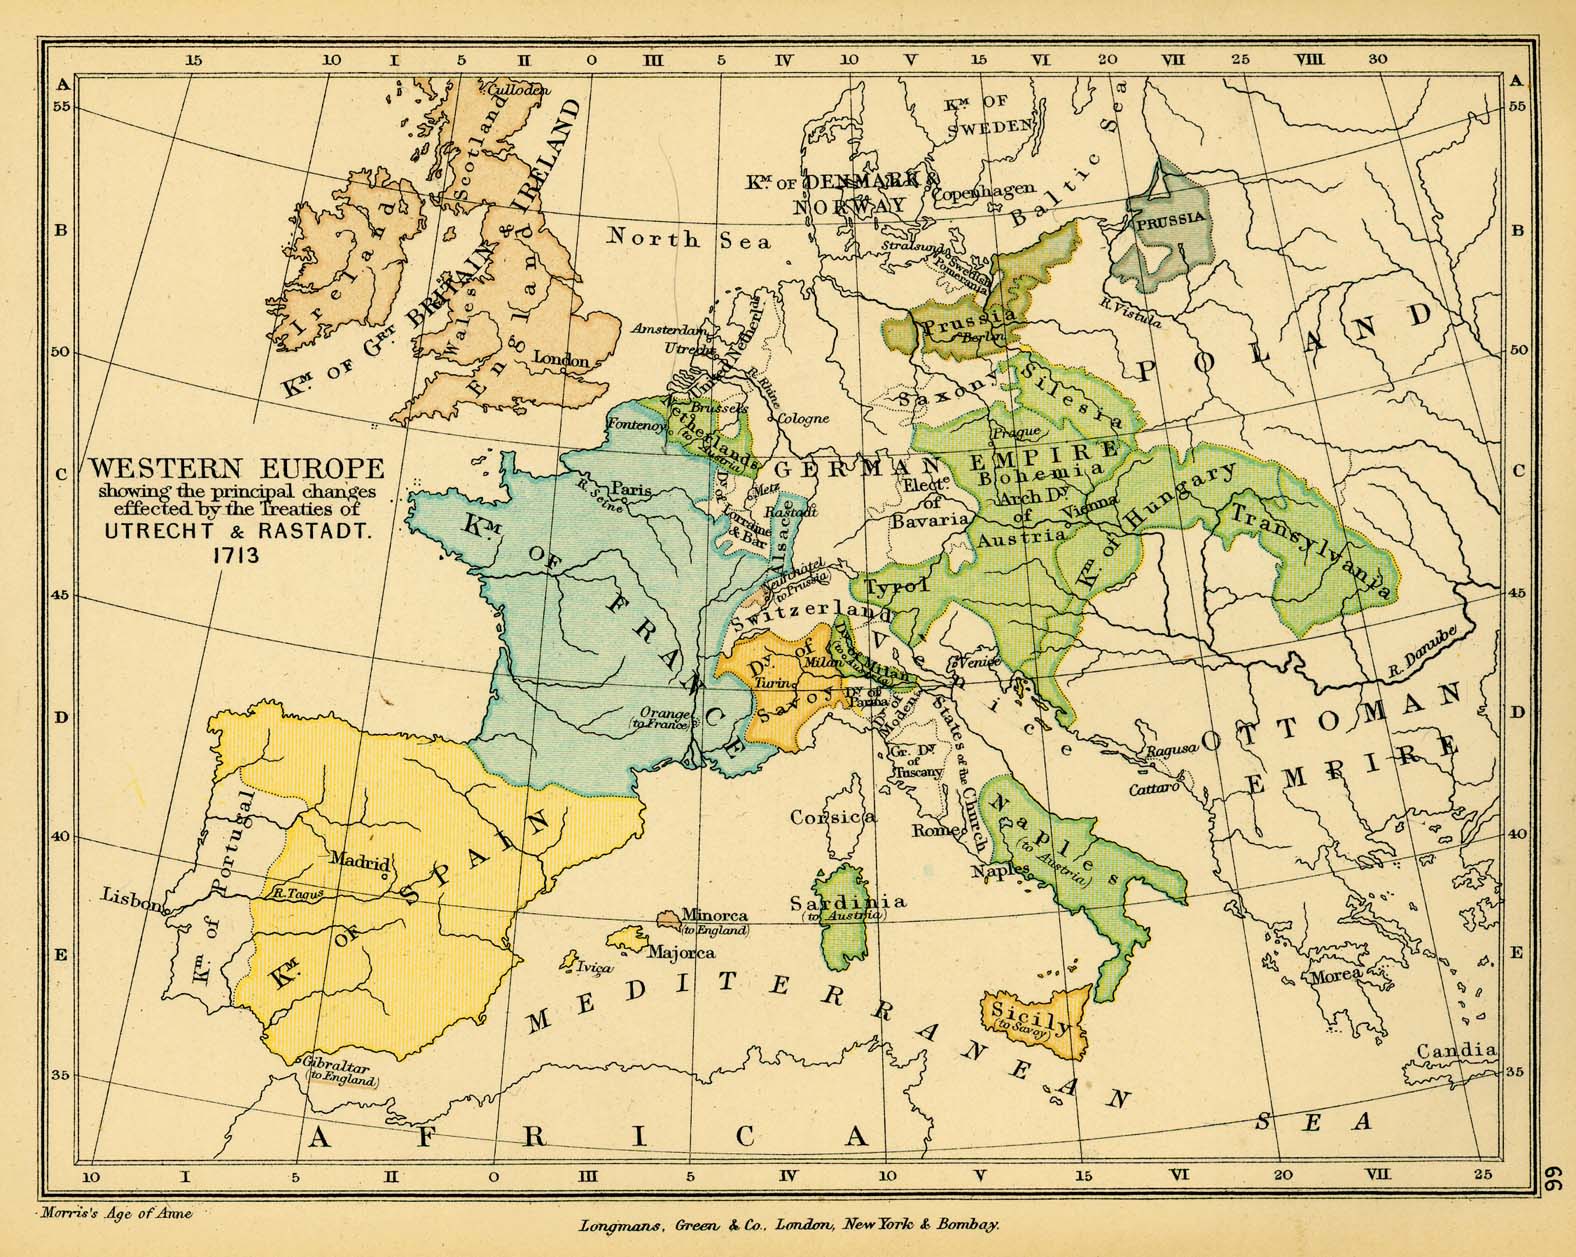 15 10 I 5 II 0 III 5 IV 10 V 15 VI 20 VII 25 VIII 30
A
55
B
50
C
45
D
40
E
35
A
55
B
50
C
45
D
40
E
35
WESTERN EUROPE
showing the principal changes
effected by the Treaties of
UTRECHT & RASTADT.
1713
Culloden
Scotland
Ireland
Wales
England
London
KM. OF GRT. BRITAIN & IRELAND
North Sea
KM. OF DENMARK &
NORWAY
KM OF
SWEDEN
Copenhagen
Baltic Sea
Stralsund
Swedish
Pomerania
PRUSSIA
R. Vistula
Prussia
Berlin
POLAND
Amsterdam
Utrecht
United Netherlds
R. Rhine
Cologne
Brussels
Fontenoy
Netherlands
(to Austria)
Saxony
Silesia
Prague
GERMAN EMPIRE
Bohemia
Elect.e
of
Bavaria
Arch Dy
of
Austria
Vienna
Km. of Hungary
Transylvania
Paris
R. Seine
Metz
Dy of
Lorraine
& Bar
Rastadt
Alsace
KM OF FRANCE
Neufchâtel
(to Prussia)
Switzerland
Tyrol
Dy. of
Savoy
Turin
Milan
Dy. of Milan
(to Austria)
Venice
Venice
Dy of
Parma
Dy of
Modena
Orange
(to France)
Gr. Dy
of
Tuscany
States of the Church
Rome
R. Danube
OTTOMAN
EMPIRE
Ragusa
Cattaro
Corsica
Naples
(to Austria)
Naples
Sardinia
(to Austria)
Minorca
(to England)
Majorca
Iviça
KM. OF SPAIN
Madrid
R. Tagus
Km. of Portugal
Lisbon
Gibraltar
(to England)
Sicily
(to Savoy)
Morea
Candia
MEDITERRANEAN SEA
AFRICA
10 I 5 II 0 III 5 IV 10 V 15 VI 20 VII 25
66
Morris's Age of Anne
Longmans, Green & Co., London, New York & Bombay.